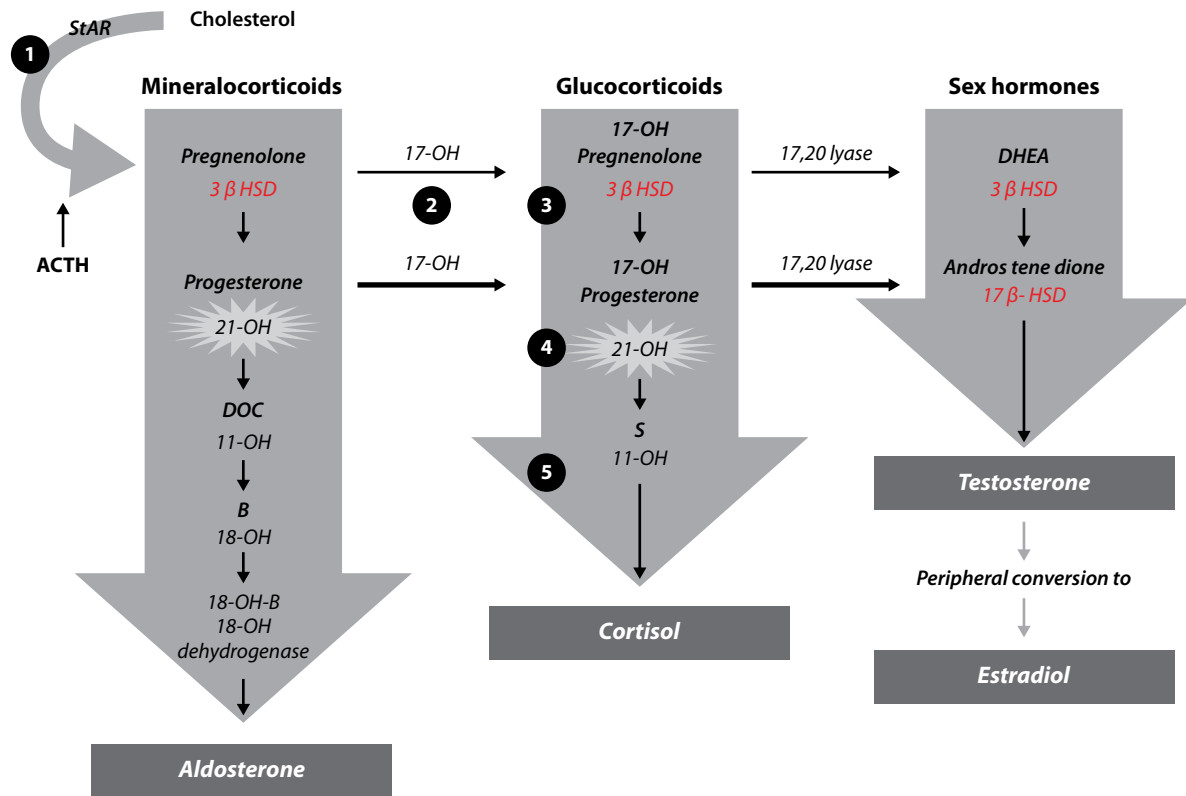 StAR
Cholesterol
1
Mineralocorticoids
Glucocorticoids
Sex hormones
Pregnenolone
3 β HSD
17-OH
2
17-OH
Pregnenolone
3 β HSD
3
17,20 lyase
DHEA
3 β HSD
ACTH
Progesterone
17-OH
17-OH
Progesterone
17,20 lyase
Andros tene dione
17 β- HSD
21-OH
4
21-OH
DOC
11-OH
S
11-OH
5
B
18-OH
18-OH-B
18-OH
dehydrogenase
Testosterone
Peripheral conversion to
Cortisol
Estradiol
Aldosterone